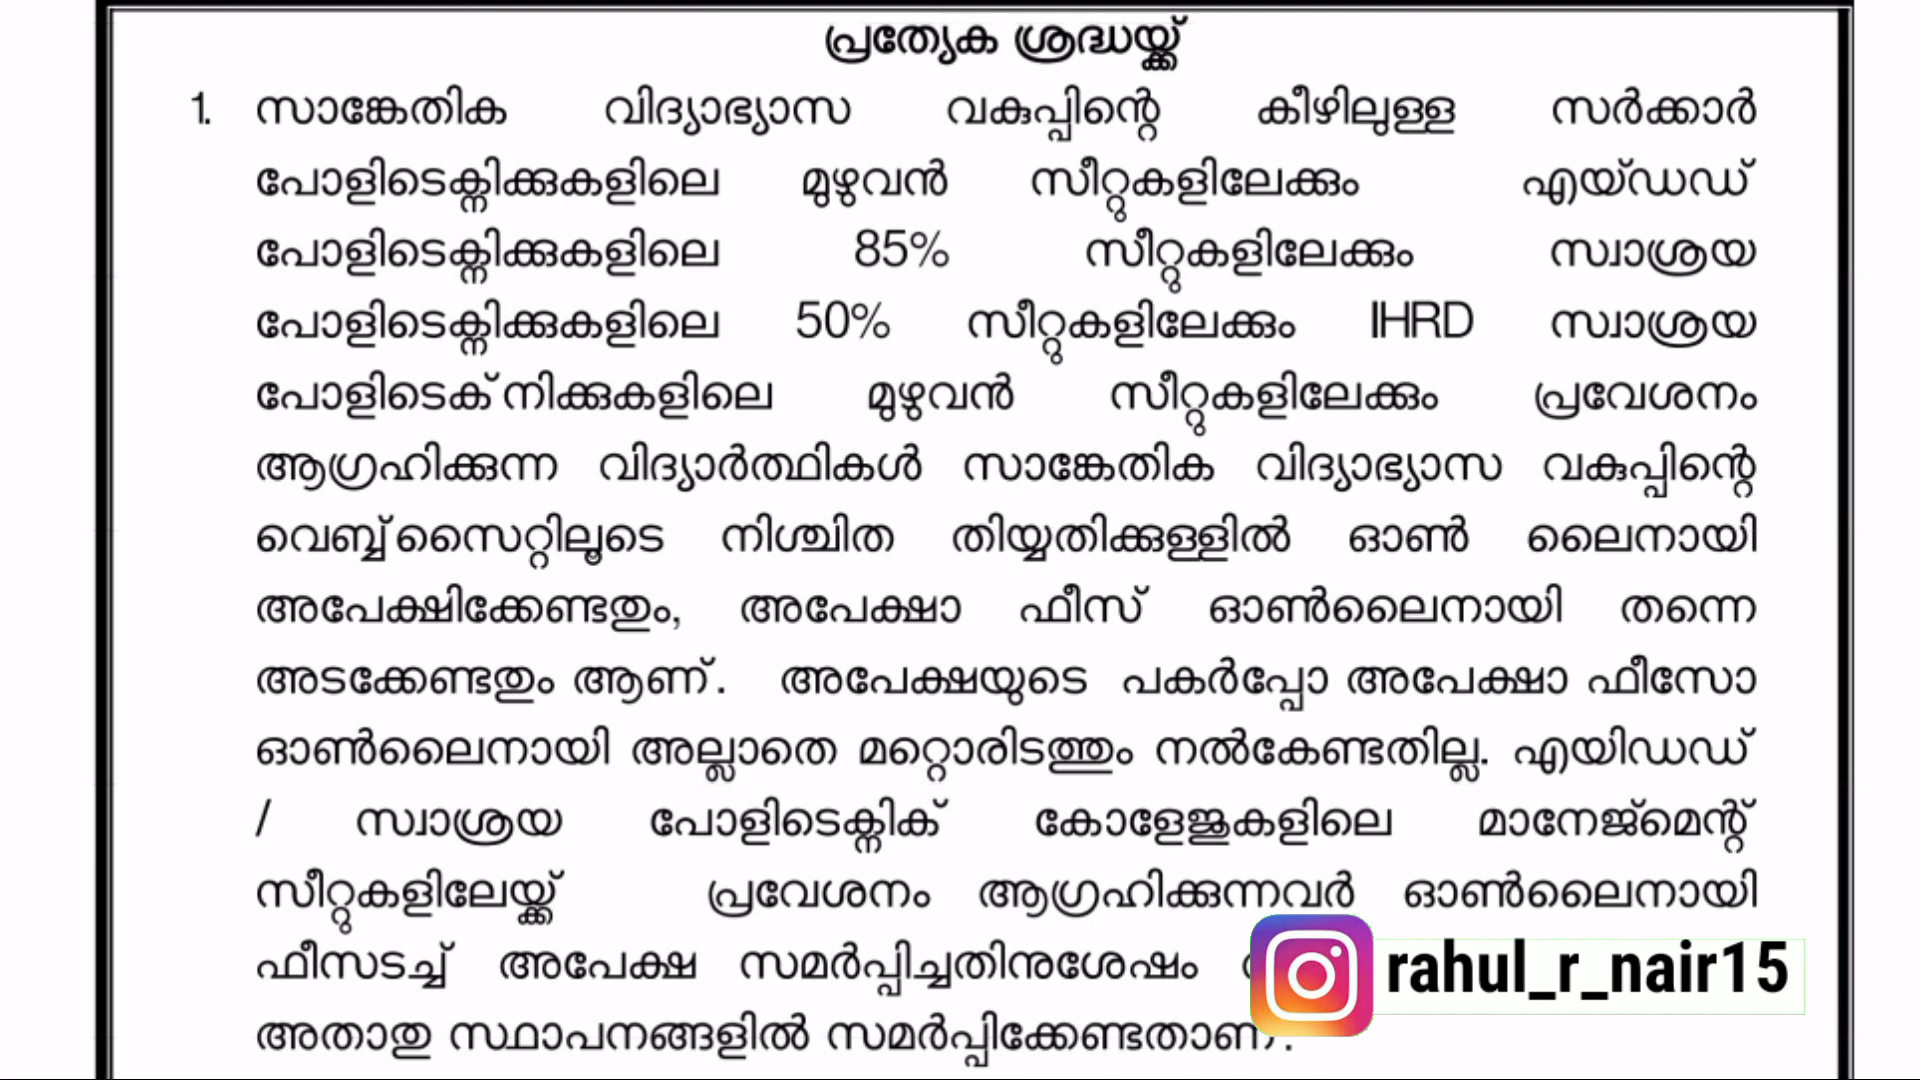 പ്രത്യേക ശ്രദ്ധയ്ക്ക്
1. സാങ്കേതിക വിദ്യാഭ്യാസ വകുപ്പിന്റെ കീഴിലുള്ള സർക്കാർ
പോളിടെക്നിക്കുകളിലെ മുഴുവൻ സീറ്റുകളിലേക്കും എയ്ഡഡ്
പോളിടെക്നിക്കുകളിലെ 85% സീറ്റുകളിലേക്കും സ്വാശ്രയ
പോളിടെക്നിക്കുകളിലെ 50% സീറ്റുകളിലേക്കും IHRD സ്വാശ്രയ
പോളിടെക്‌നിക്കുകളിലെ മുഴുവൻ സീറ്റുകളിലേക്കും പ്രവേശനം
ആഗ്രഹിക്കുന്ന വിദ്യാർത്ഥികൾ സാങ്കേതിക വിദ്യാഭ്യാസ വകുപ്പിന്റെ
വെബ്ബ്സൈറ്റിലൂടെ നിശ്ചിത തിയ്യതിക്കുള്ളിൽ ഓൺ ലൈനായി
അപേക്ഷിക്കേണ്ടതും, അപേക്ഷാ ഫീസ് ഓൺലൈനായി തന്നെ
അടക്കേണ്ടതും ആണ്. അപേക്ഷയുടെ പകർപ്പോ അപേക്ഷാ ഫീസോ
ഓൺലൈനായി അല്ലാതെ മറ്റൊരിടത്തും നൽകേണ്ടതില്ല. എയിഡഡ്
/ സ്വാശ്രയ പോളിടെക്നിക് കോളേജുകളിലെ മാനേജ്മെന്റ്
സീറ്റുകളിലേയ്ക്ക് പ്രവേശനം ആഗ്രഹിക്കുന്നവർ ഓൺലൈനായി
ഫീസടച്ച് അപേക്ഷ സമർപ്പിച്ചതിനുശേഷം
rahul_r_nair15
അതാതു സ്ഥാപനങ്ങളിൽ സമർപ്പിക്കേണ്ടതാണ്.